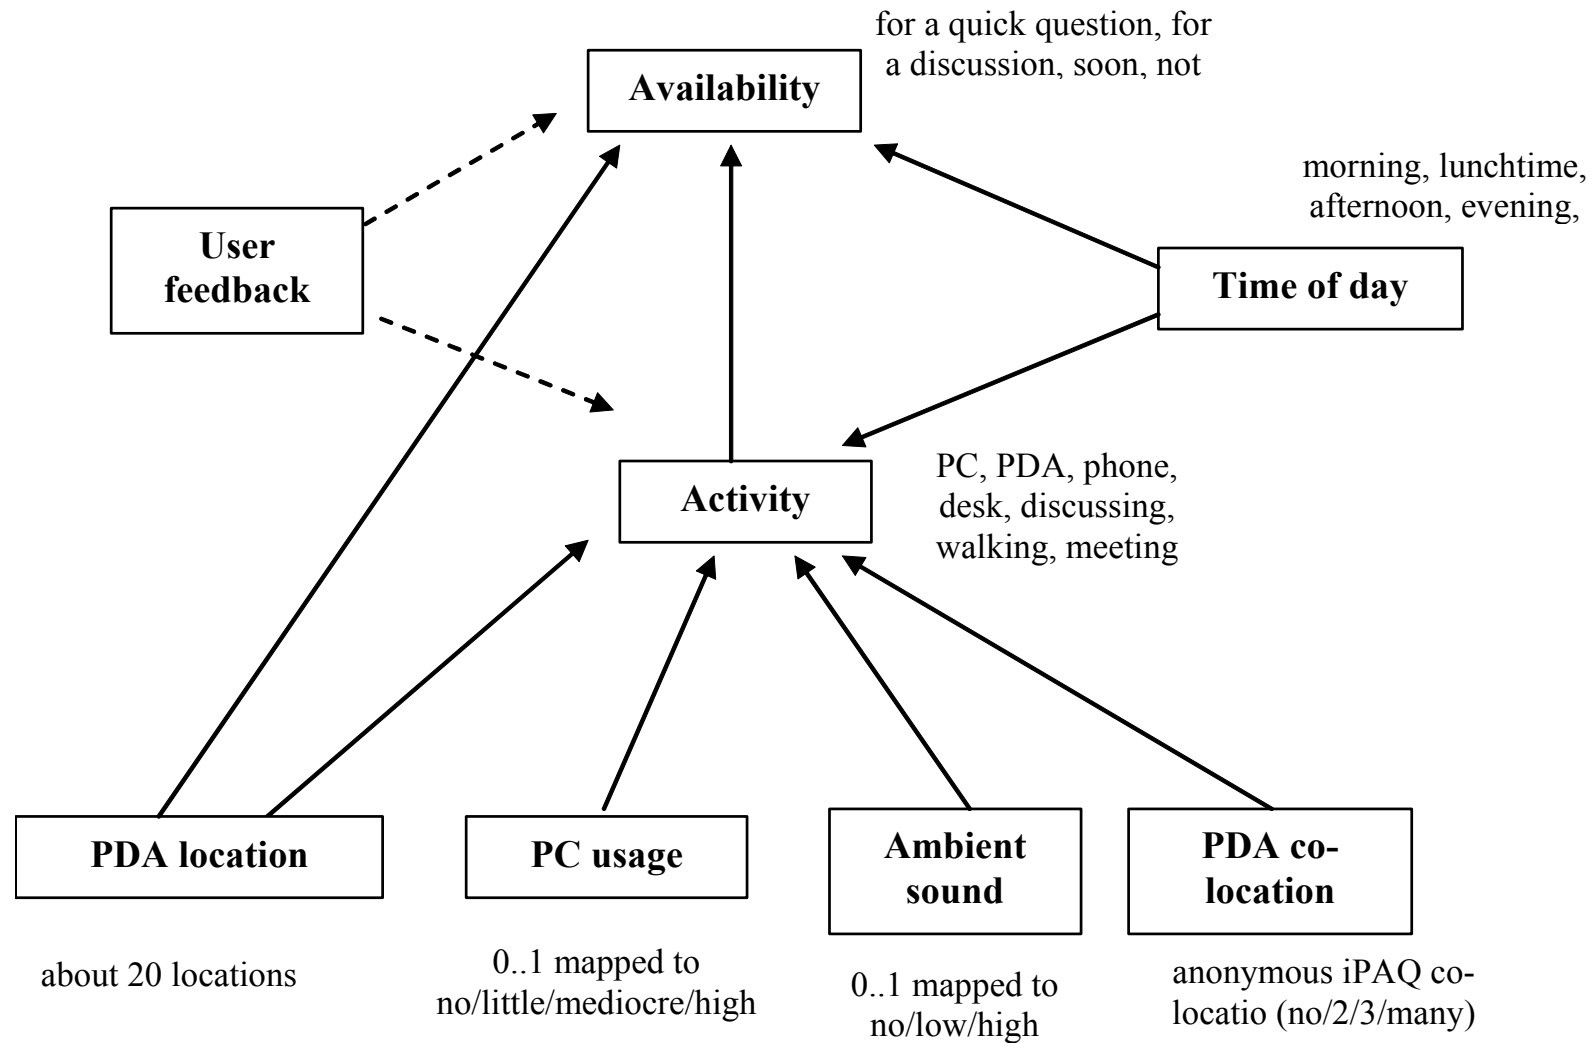 for a quick question, for
a discussion, soon, not
Availability
morning, lunchtime,
afternoon, evening,
User
feedback
Time of day
PC, PDA, phone,
desk, discussing,
walking, meeting
Activity
PDA location
PC usage
Ambient
sound
PDA co-
location
about 20 locations
0..1 mapped to
no/little/mediocre/high
0..1 mapped to
no/low/high
anonymous iPAQ co-
locatio (no/2/3/many)